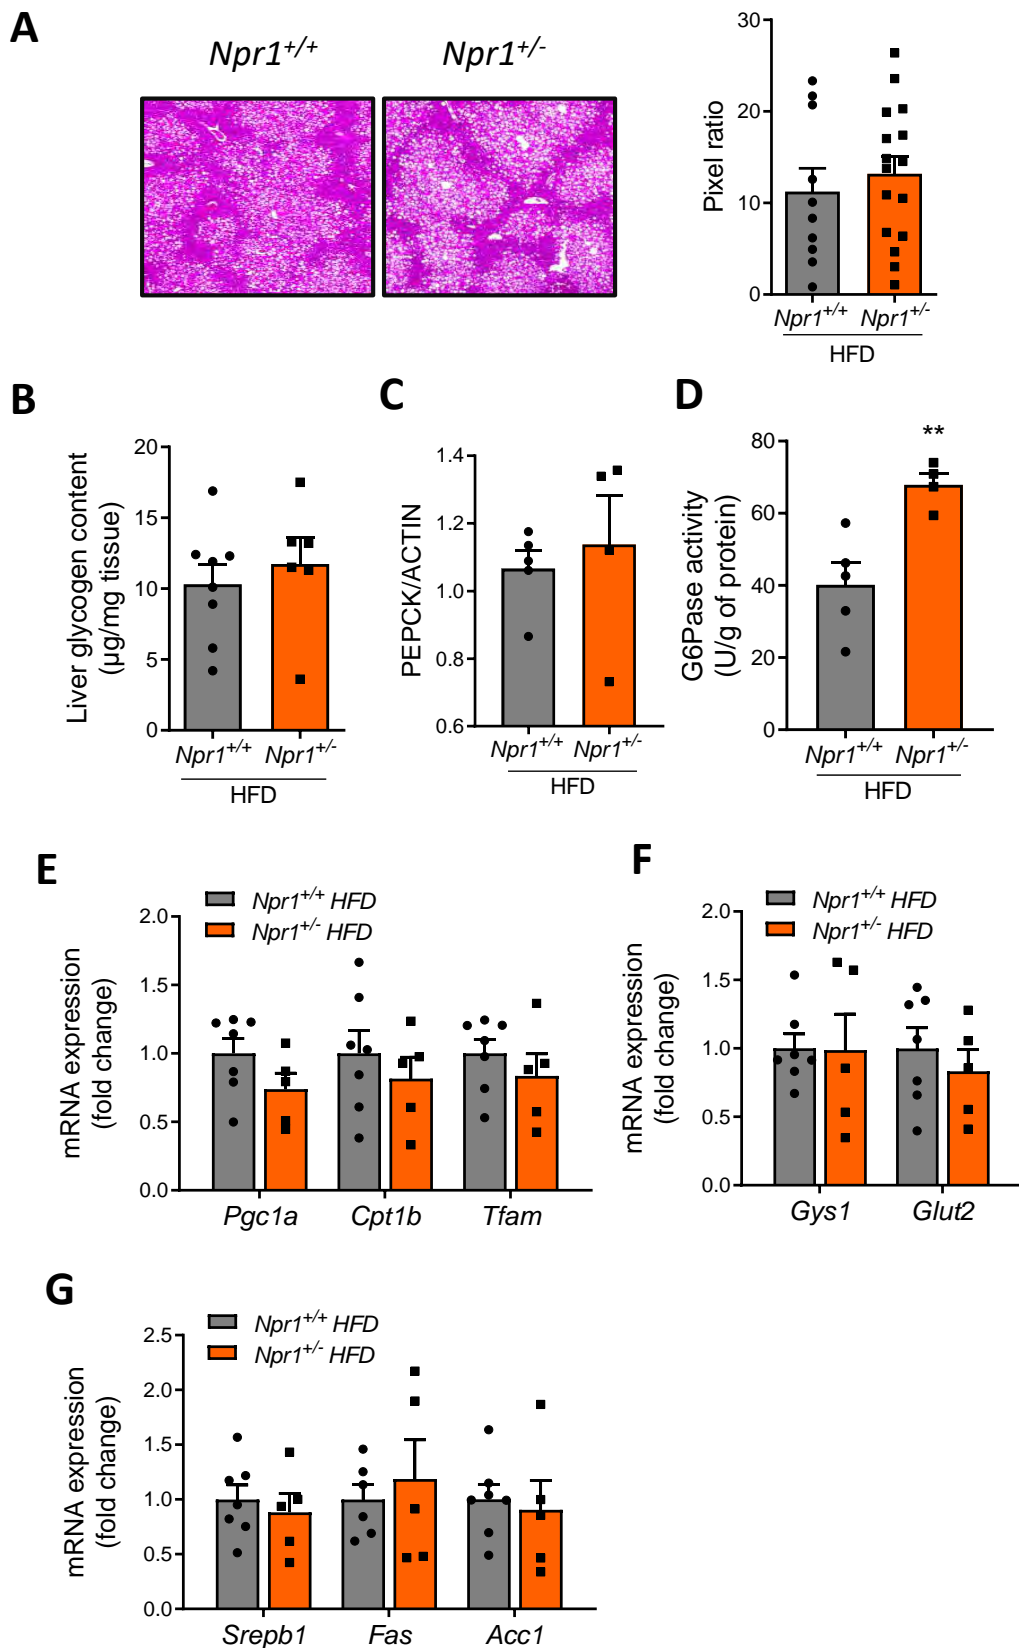 A
Npr1+/+
Npr1+/-
Pixel ratio
30
20
10
0
Npr1+/+
Npr1+/-
HFD
B
Liver glycogen content
(µg/mg tissue)
20
15
10
5
0
Npr1+/+
Npr1+/-
HFD
C
PEPCK/ACTIN
1.4
1.2
1.0
0.8
0.6
Npr1+/+
Npr1+/-
HFD
D
G6Pase activity
(U/g of protein)
80
60
40
20
0
**
Npr1+/+
Npr1+/-
HFD
E
Npr1+/+ HFD
Npr1+/- HFD
mRNA expression
(fold change)
2.0
1.5
1.0
0.5
0.0
Pgc1a
Cpt1b
Tfam
F
Npr1+/+ HFD
Npr1+/- HFD
mRNA expression
(fold change)
2.0
1.5
1.0
0.5
0.0
Gys1
Glut2
G
Npr1+/+ HFD
Npr1+/- HFD
mRNA expression
(fold change)
2.5
2.0
1.5
1.0
0.5
0.0
Srepb1
Fas
Acc1